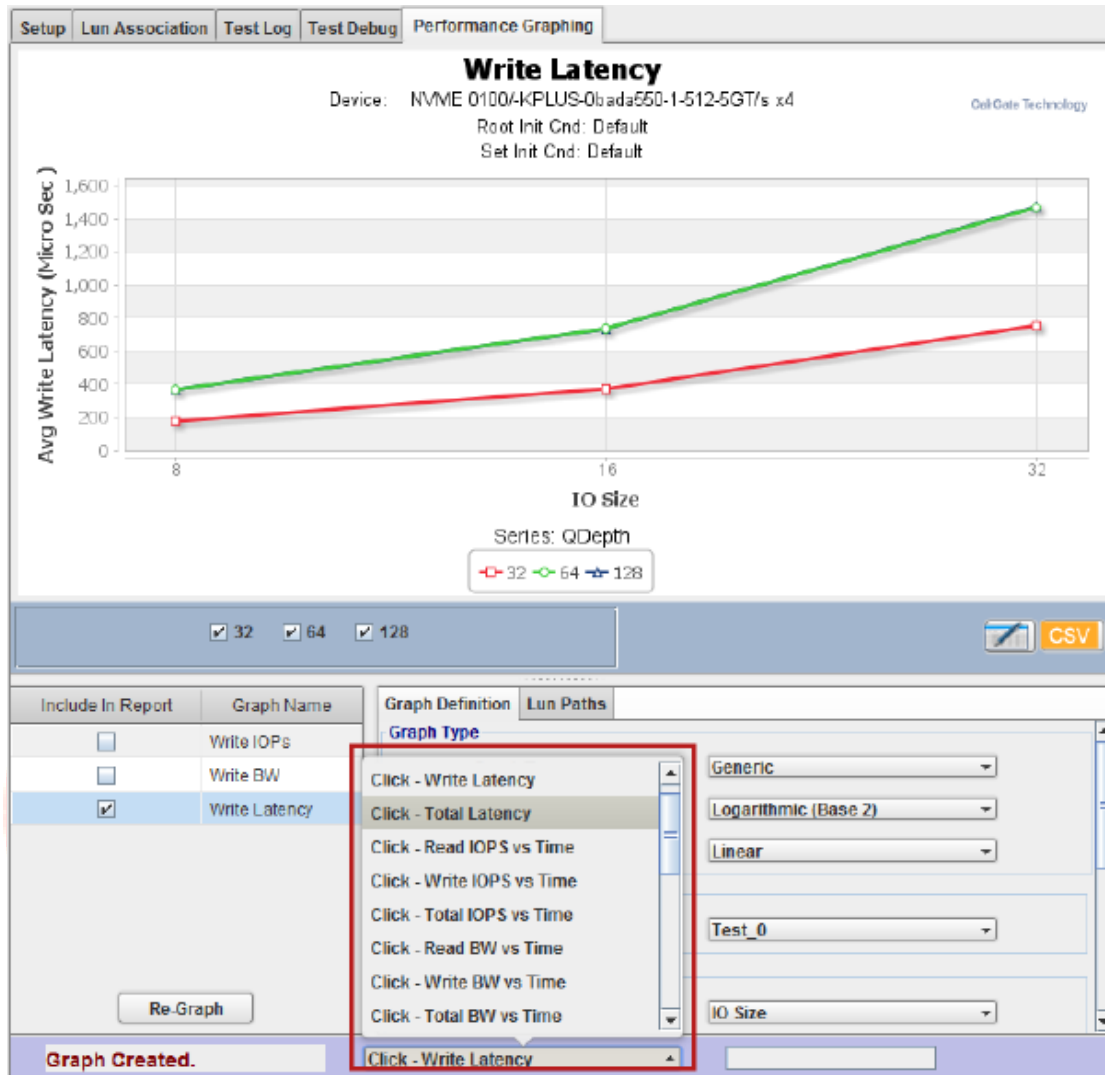 Setup Lun Association Test Log Test Debug Performance Graphing
Write Latency
Device: NVME 0100/-KPLUS-0bada550-1-512-5GT/s x4
OakGate Technology
Root Init Cnd: Default
Set Init Cnd: Default
Avg Write Latency (Micro Sec )
1,600
1,400
1,200
1,000
800
600
400
200
0
8 16 32
IO Size
Series: QDepth
32 64 128
32 64 128
CSV
Include In Report Graph Name
Graph Definition Lun Paths
Graph Type
Write IOPs
Write BW
Write Latency
Click - Write Latency
Click - Total Latency
Click - Read IOPS vs Time
Click - Write IOPS vs Time
Click - Total IOPS vs Time
Click - Read BW vs Time
Click - Write BW vs Time
Click - Total BW vs Time
Generic
Logarithmic (Base 2)
Linear
Test_0
IO Size
Re-Graph
Graph Created.
Click - Write Latency